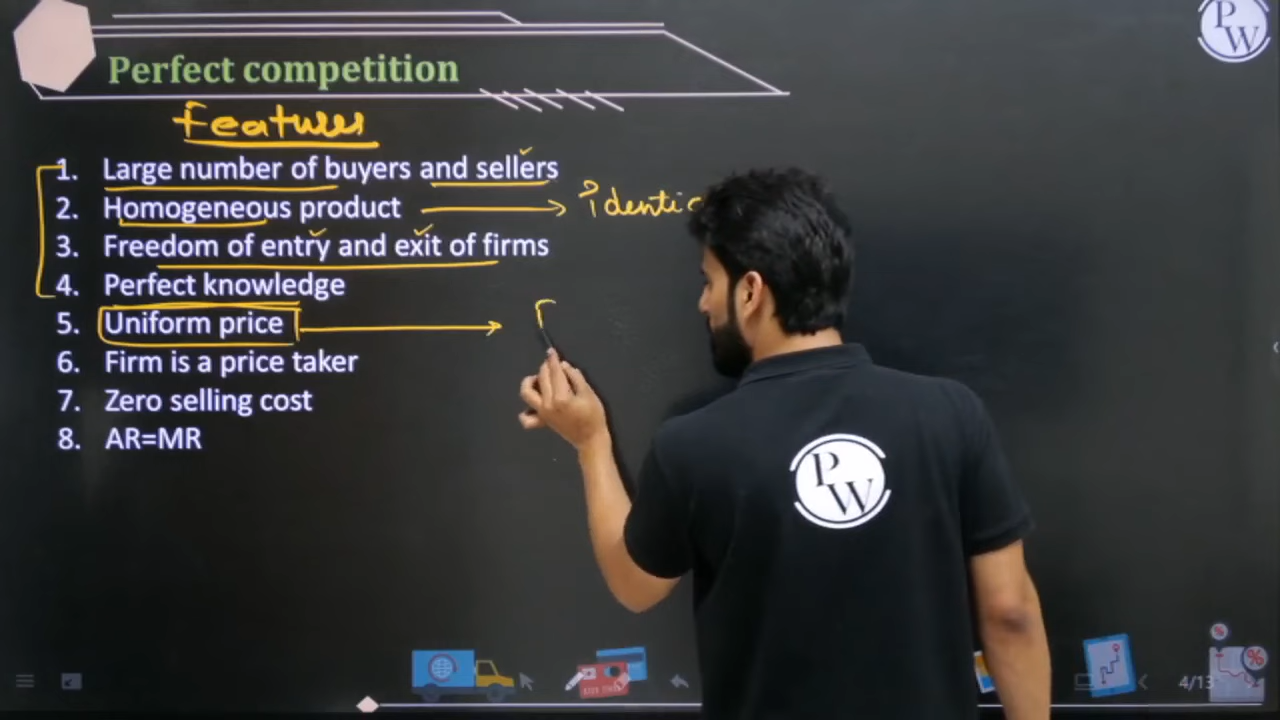 PW
Perfect competition
Features
1. Large number of buyers and sellers
2. Homogeneous product →
3. Freedom of entry and exit of firms
4. Perfect knowledge
5. Uniform price →
6. Firm is a price taker
7. Zero selling cost
8. AR=MR
PW
4/13